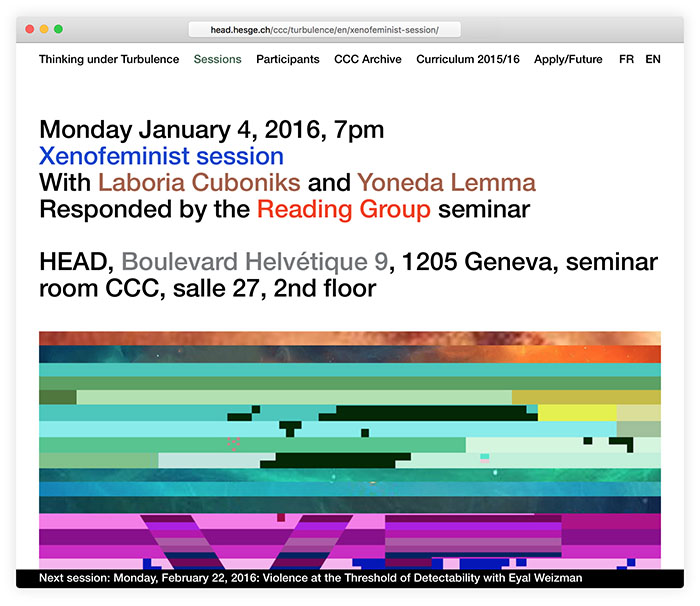 head.hesge.ch/ccc/turbulence/en/xenofeminist-session/
Thinking under Turbulence Sessions Participants CCC Archive Curriculum 2015/16 Apply/Future FR EN
Monday January 4, 2016, 7pm
Xenofeminist session
With Laboria Cuboniks and Yoneda Lemma
Responded by the Reading Group seminar
HEAD, Boulevard Helvétique 9, 1205 Geneva, seminar
room CCC, salle 27, 2nd floor
Next session: Monday, February 22, 2016: Violence at the Threshold of Detectability with Eyal Weizman